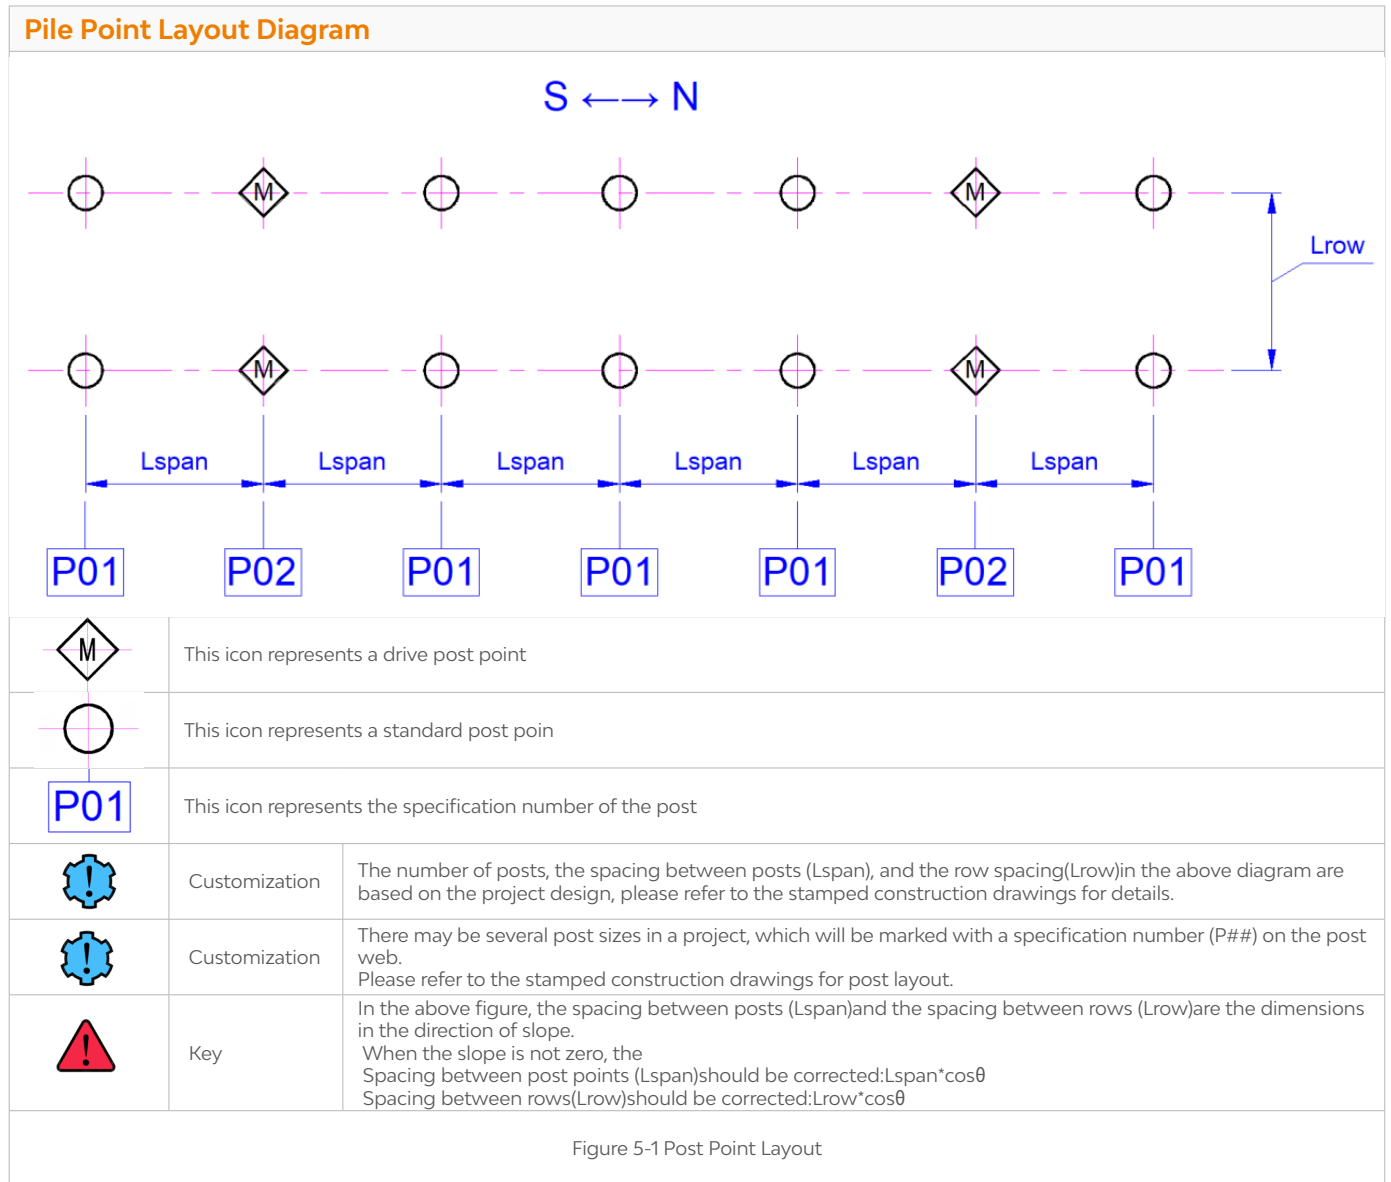 Pile Point Layout Diagram
S ←→ N
M M
Lrow
M M
Lspan Lspan Lspan Lspan Lspan Lspan
P01 P02 P01 P01 P01 P02 P01
M This icon represents a drive post point
This icon represents a standard post poin
P01 This icon represents the specification number of the post
! Customization
The number of posts, the spacing between posts (Lspan), and the row spacing(Lrow)in the above diagram are
based on the project design, please refer to the stamped construction drawings for details.
! Customization
There may be several post sizes in a project, which will be marked with a specification number (P##) on the post
web.
Please refer to the stamped construction drawings for post layout.
! Key
In the above figure, the spacing between posts (Lspan)and the spacing between rows (Lrow)are the dimensions
in the direction of slope.
When the slope is not zero, the
Spacing between post points (Lspan)should be corrected:Lspan*cosθ
Spacing between rows(Lrow)should be corrected:Lrow*cosθ
Figure 5-1 Post Point Layout